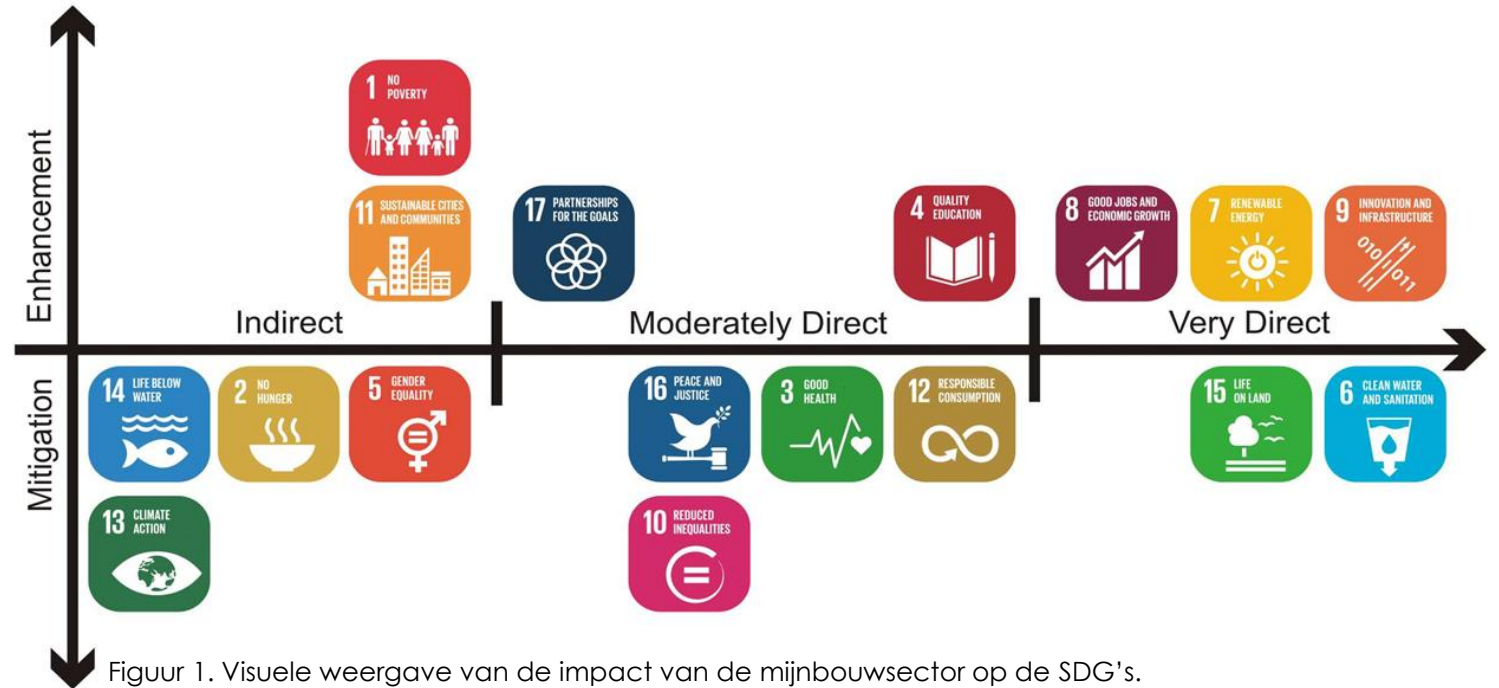 Enhancement
Mitigation
1 NO
POVERTY
11 SUSTAINABLE CITIES
AND COMMUNITIES
17 PARTNERSHIPS
FOR THE GOALS
4 QUALITY
EDUCATION
8 GOOD JOBS AND
ECONOMIC GROWTH
7 RENEWABLE
ENERGY
9 INNOVATION AND
INFRASTRUCTURE
010
011
Indirect
Moderately Direct
Very Direct
14 LIFE BELOW
WATER
2 NO
HUNGER
5 GENDER
EQUALITY
16 PEACE AND
JUSTICE
3 GOOD
HEALTH
12 RESPONSIBLE
CONSUMPTION
15 LIFE
ON LAND
6 CLEAN WATER
AND SANITATION
13 CLIMATE
ACTION
10 REDUCED
INEQUALITIES
Figuur 1. Visuele weergave van de impact van de mijnbouwsector op de SDG’s.